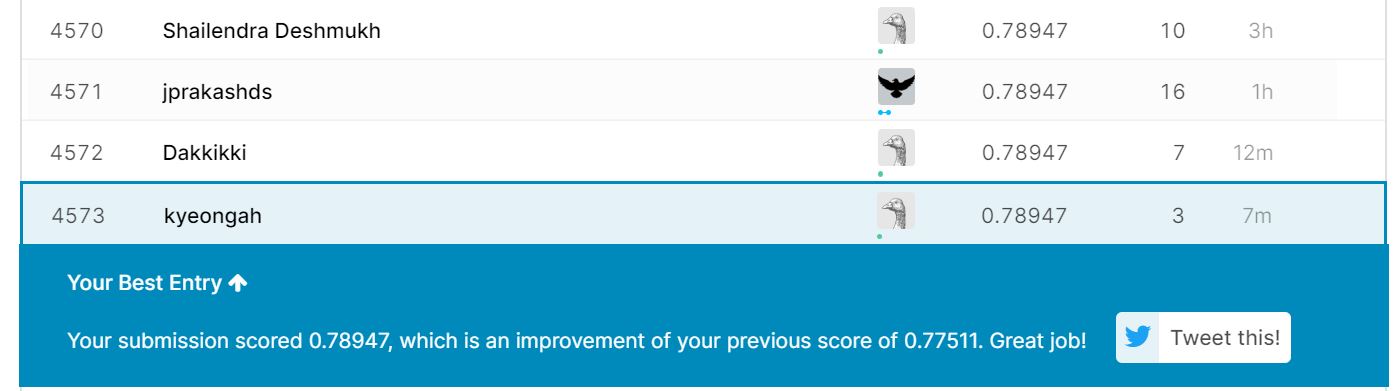 4570 Shailendra Deshmukh 0.78947 10 3h
4571 jprakashds 0.78947 16 1h
4572 Dakkikki 0.78947 7 12m
4573 kyeongah 0.78947 3 7m
Your Best Entry
Your submission scored 0.78947, which is an improvement of your previous score of 0.77511. Great job! Tweet this!